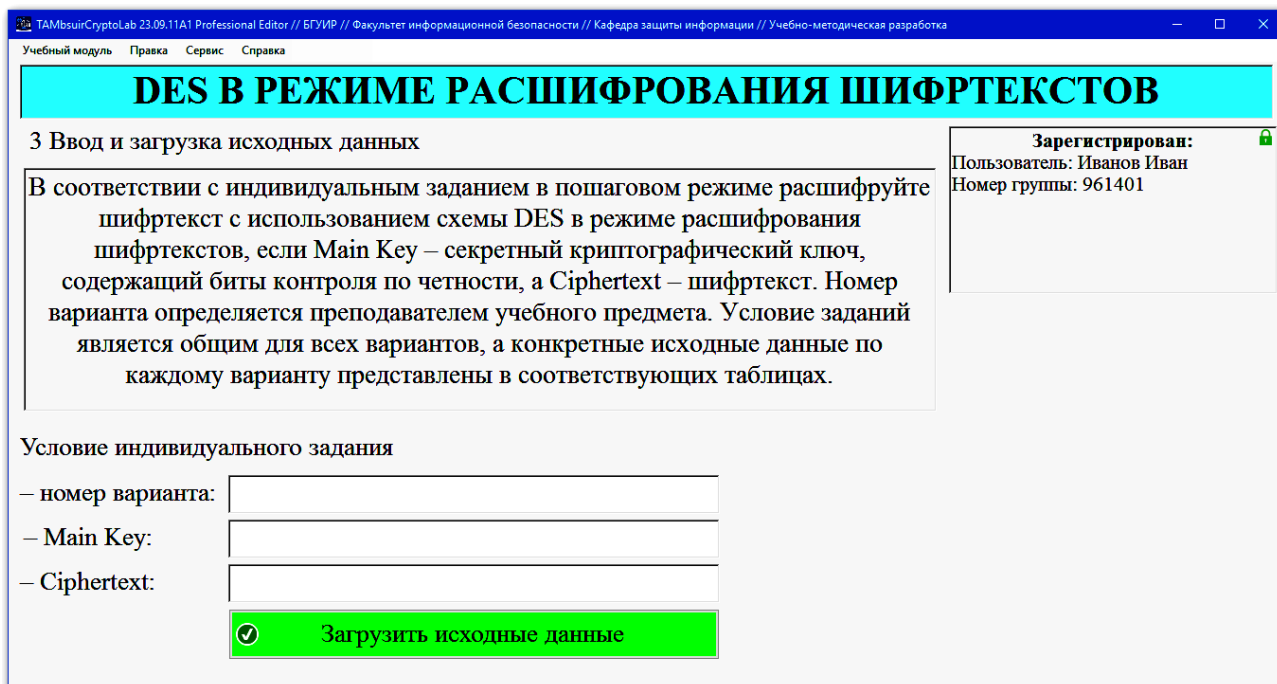 TAMbsuirCryptoLab 23.09.11A1 Professional Editor // БГУИР // Факультет информационной безопасности // Кафедра защиты информации // Учебно-методическая разработка
Учебный модуль Правка Сервис Справка
DES В РЕЖИМЕ РАСШИФРОВАНИЯ ШИФРТЕКСТОВ
3 Ввод и загрузка исходных данных
В соответствии с индивидуальным заданием в пошаговом режиме расшифруйте
шифртекст с использованием схемы DES в режиме расшифрования
шифртекстов, если Main Key – секретный криптографический ключ,
содержащий биты контроля по четности, а Ciphertext – шифртекст. Номер
варианта определяется преподавателем учебного предмета. Условие заданий
является общим для всех вариантов, а конкретные исходные данные по
каждому варианту представлены в соответствующих таблицах.
Зарегистрирован:
Пользователь: Иванов Иван
Номер группы: 961401
Условие индивидуального задания
– номер варианта:
– Main Key:
– Ciphertext:
Загрузить исходные данные